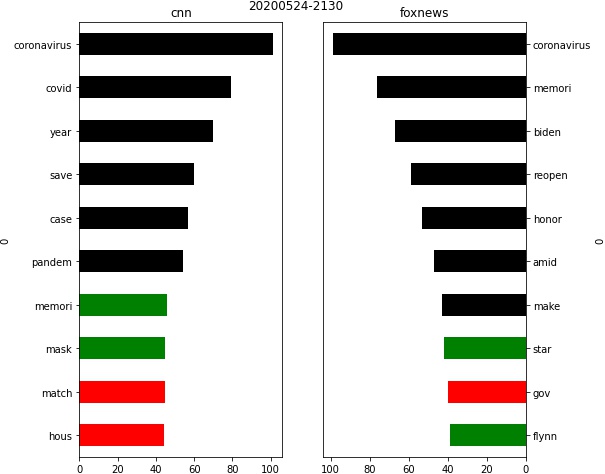 20200524-2130
cnn
foxnews
coronavirus
covid
year
save
case
pandem
memori
mask
match
hous
0
0 20 40 60 80 100
coronavirus
memori
biden
reopen
honor
amid
make
star
gov
flynn
0
100 80 60 40 20 0